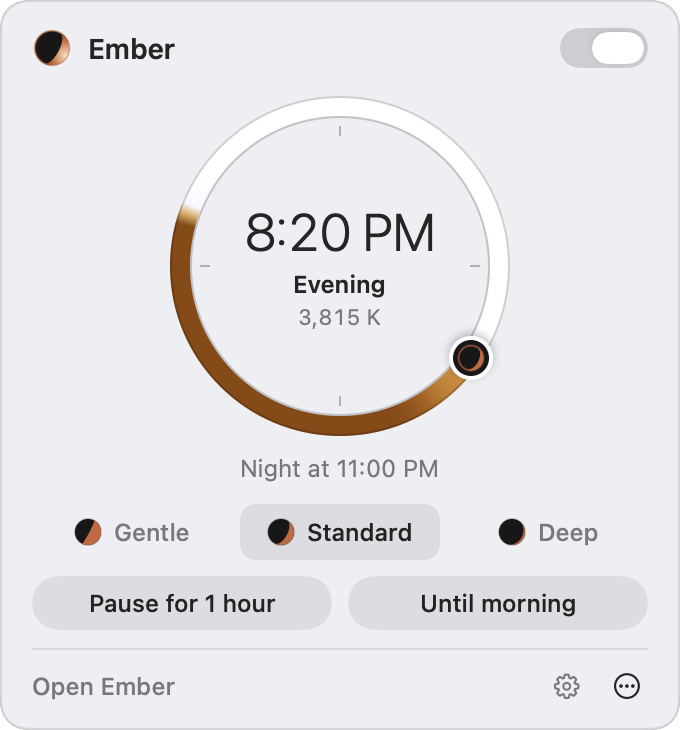 Ember
8:20 PM
Evening
3,815 K
Night at 11:00 PM
Gentle
Standard
Deep
Pause for 1 hour
Until morning
Open Ember